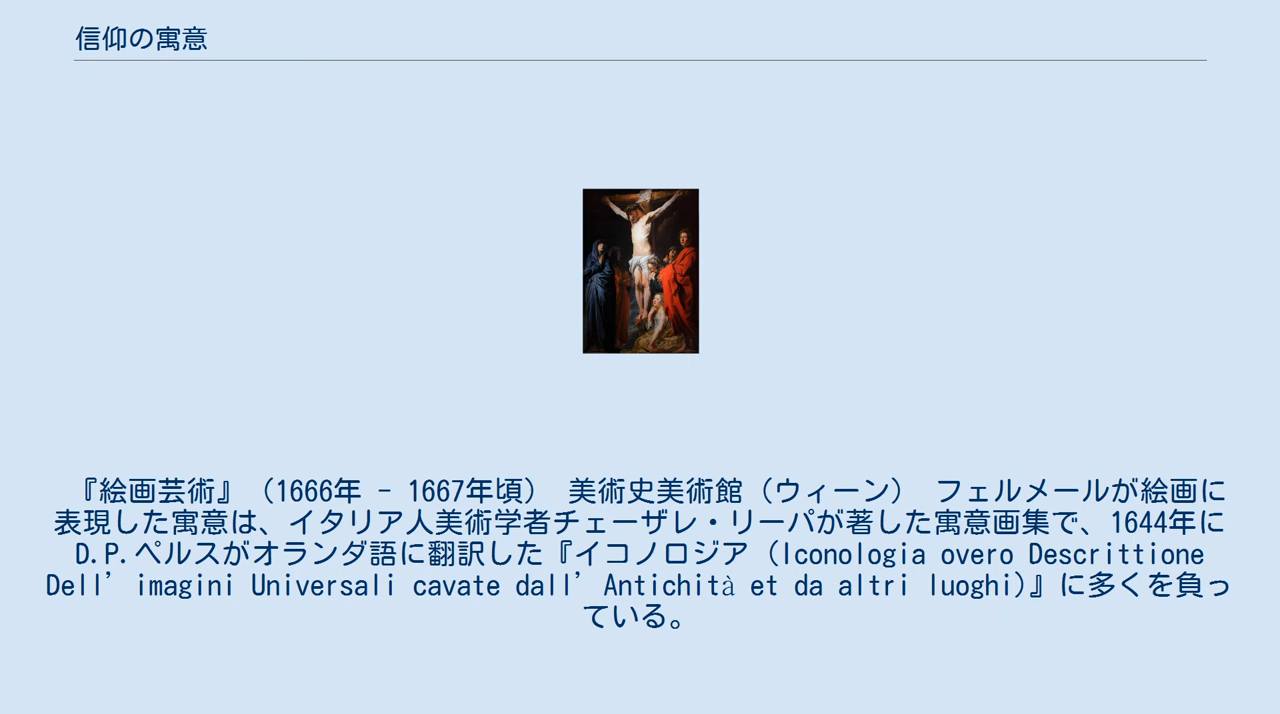 信仰の寓意
『絵画芸術』（1666年 - 1667年頃） 美術史美術館（ウィーン） フェルメールが絵画に
表現した寓意は、イタリア人美術学者チェーザレ・リーパが著した寓意画集で、1644年に
D.P.ペルスがオランダ語に翻訳した『イコノロジア（Iconologia overo Descrittione
Dell’imagini Universali cavate dall’Antichità et da altri luoghi)』に多くを負っ
ている。